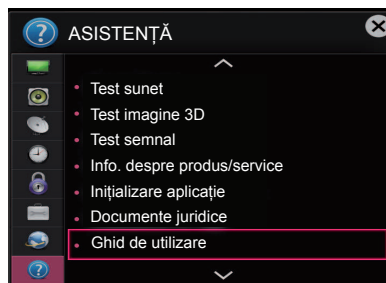 ASISTENȚĂ
Test sunet
Test imagine 3D
Test semnal
Info. despre produs/service
Inițializare aplicație
Documente juridice
Ghid de utilizare